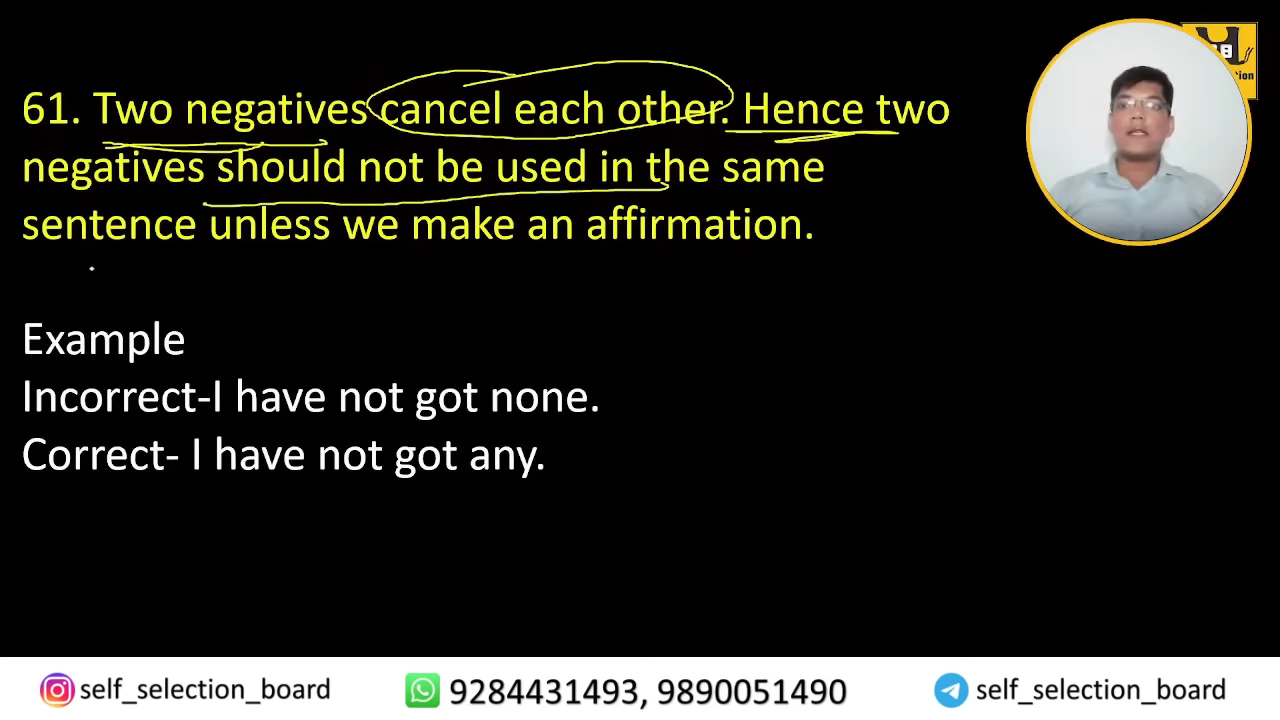 61. Two negatives cancel each other. Hence two
negatives should not be used in the same
sentence unless we make an affirmation.
Example
Incorrect-I have not got none.
Correct- I have not got any.
self_selection_board
9284431493, 9890051490
self_selection_board